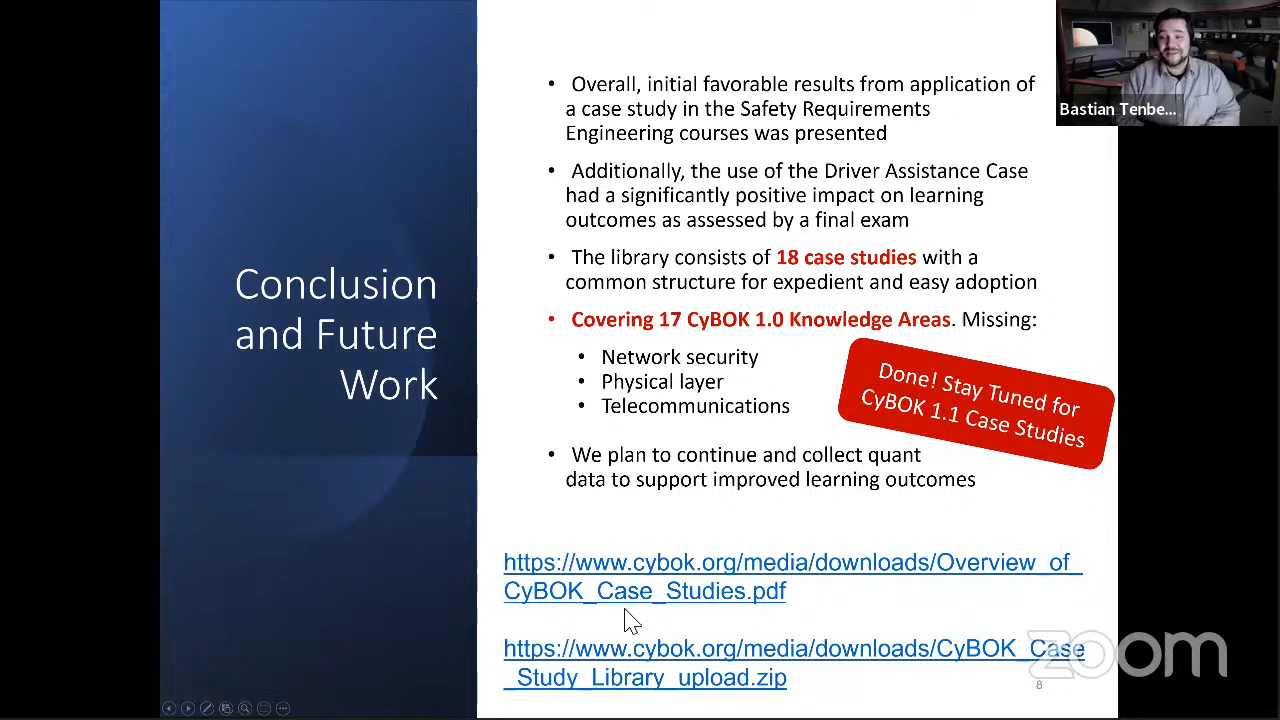 Conclusion
and Future
Work
• Overall, initial favorable results from application of
a case study in the Safety Requirements
Engineering courses was presented
• Additionally, the use of the Driver Assistance Case
had a significantly positive impact on learning
outcomes as assessed by a final exam
• The library consists of 18 case studies with a
common structure for expedient and easy adoption
• Covering 17 CyBOK 1.0 Knowledge Areas. Missing:
• Network security
• Physical layer
• Telecommunications
Done! Stay Tuned for
CyBOK 1.1 Case Studies
• We plan to continue and collect quant
data to support improved learning outcomes
https://www.cybok.org/media/downloads/Overview_of_
CyBOK_Case_Studies.pdf
https://www.cybok.org/media/downloads/CyBOK_Case
_Study_Library_upload.zip
8
Bastian Tenbe...
zoom